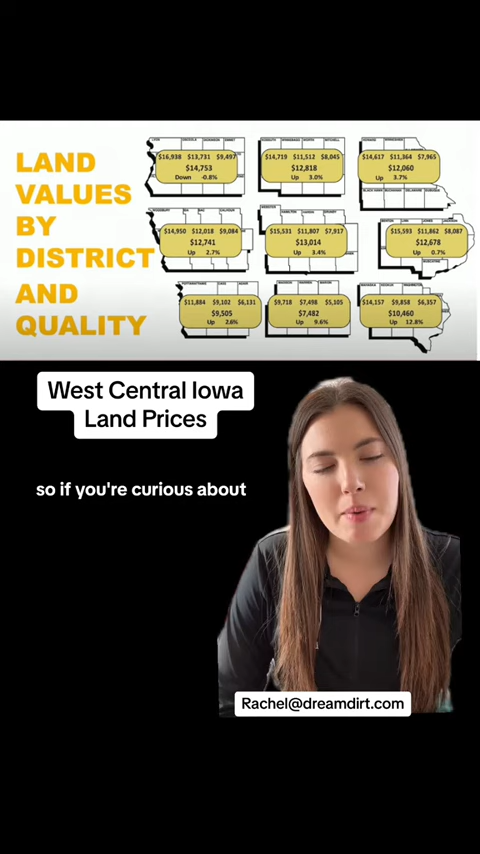 LAND
VALUES
BY
DISTRICT
AND
QUALITY
$16,938 $13,731 $9,497
$14,753
Down -0.8%
$14,719 $11,512 $8,045
$12,818
Up 3.0%
$14,617 $11,364 $7,965
$12,060
Up 3.7%
$14,950 $12,018 $9,084
$12,741
Up 2.7%
$15,531 $11,807 $7,917
$13,014
Up 3.4%
$15,593 $11,862 $8,087
$12,678
Up 0.7%
$11,884 $9,102 $6,131
$9,505
Up 2.6%
$9,718 $7,498 $5,105
$7,482
Up 9.6%
$14,157 $9,858 $6,357
$10,460
Up 12.8%
West Central Iowa
Land Prices
so if you're curious about
Rachel@dreamdirt.com